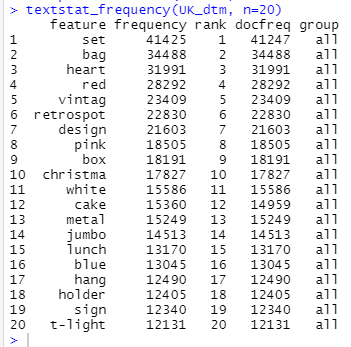 > textstat_frequency(UK_dtm, n=20)
feature frequency rank docfreq group
1 set 41425 1 41247 all
2 bag 34488 2 34488 all
3 heart 31991 3 31991 all
4 red 28292 4 28292 all
5 vintag 23409 5 23409 all
6 retrospot 22830 6 22830 all
7 design 21603 7 21603 all
8 pink 18505 8 18505 all
9 box 18191 9 18191 all
10 christma 17827 10 17827 all
11 white 15586 11 15586 all
12 cake 15360 12 14959 all
13 metal 15249 13 15249 all
14 jumbo 14513 14 14513 all
15 lunch 13170 15 13170 all
16 blue 13045 16 13045 all
17 hang 12490 17 12490 all
18 holder 12405 18 12405 all
19 sign 12340 19 12340 all
20 t-light 12131 20 12131 all
>